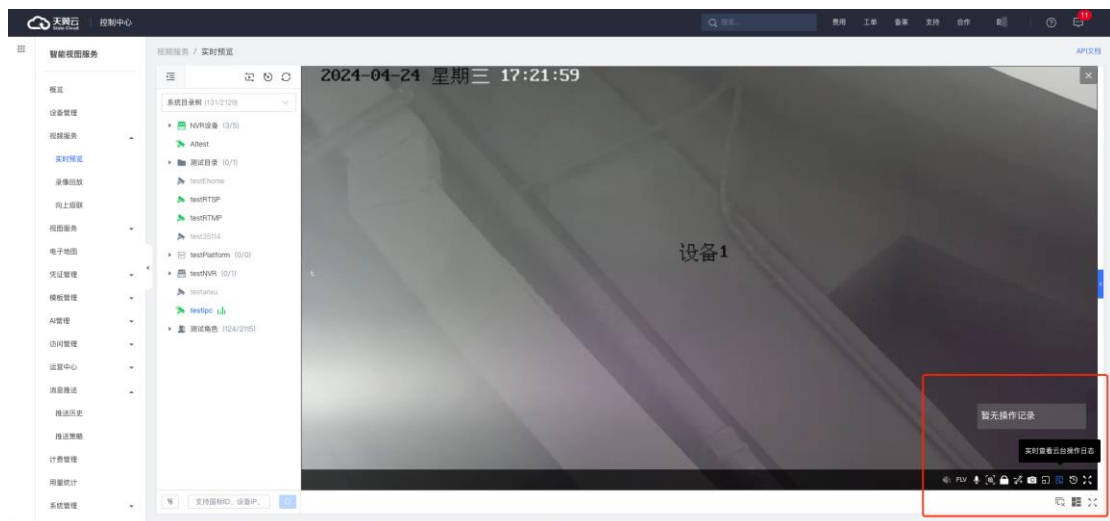 天翼云 控制中心 搜索... 费用 工单 备案 支持 合作 11
State Cloud
智能视图服务
视频服务 / 实时预览 API文档
概览
设备管理
视频服务
实时预览
录像回放
向上级联
视图服务
电子地图
凭证管理
模板管理
AI管理
访问管理
运营中心
消息推送
推送历史
推送策略
计费管理
用量统计
系统管理
系统目录树 (131/2129)
NVR设备 (3/5)
AItest
测试目录 (0/1)
testEhome
testRTSP
testRTMP
test35114
testPlatform (0/0)
testNVR (0/1)
testanxu
testipc
测试角色 (124/2115)
支持国标ID、设备IP、
2024-04-24 星期三 17:21:59
设备1
暂无操作记录
实时查看云台操作日志
FLV